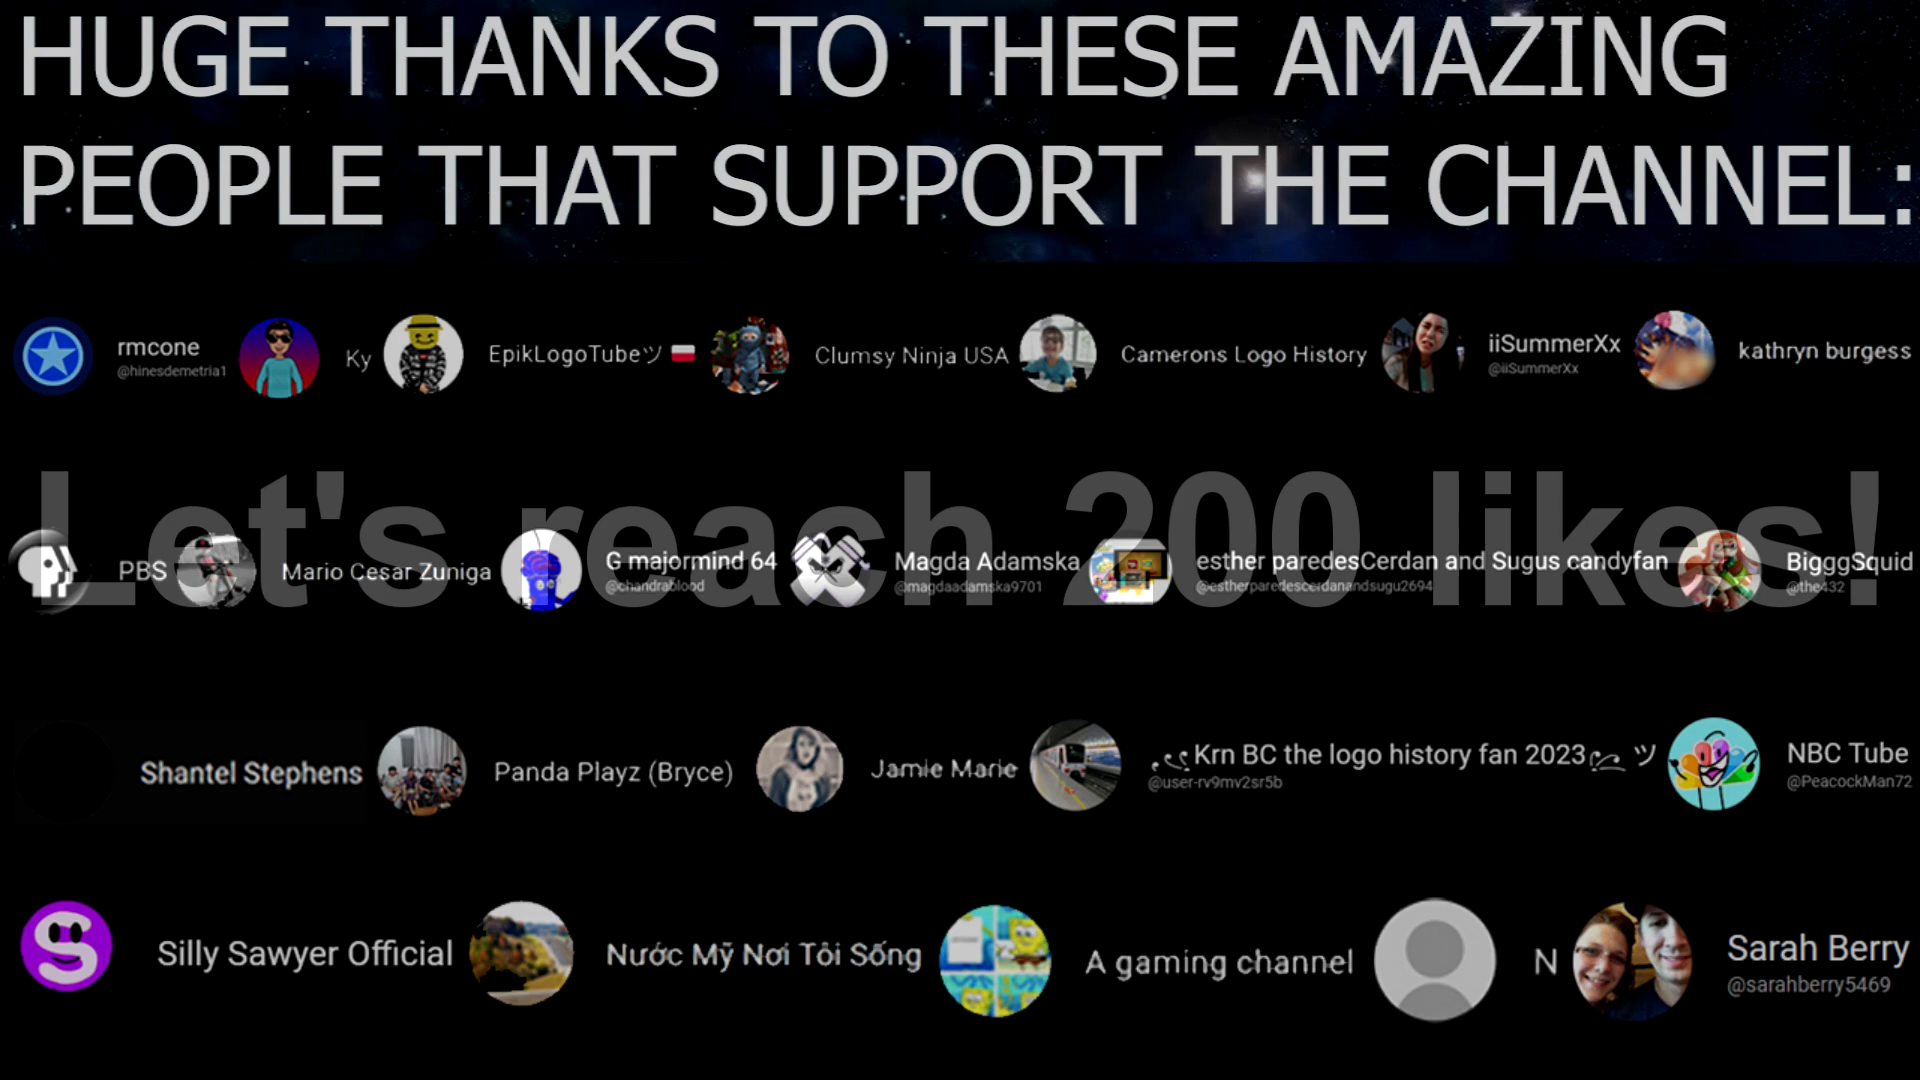 HUGE THANKS TO THESE AMAZING
PEOPLE THAT SUPPORT THE CHANNEL:
rmcone
@hinesdemetria1
Ky
EpikLogoTubeツ 🇵🇱
Clumsy Ninja USA
Camerons Logo History
iiSummerXx
@iiSummerXx
kathryn burgess
Let's reach 200 likes!
PBS
Mario Cesar Zuniga
G majormind 64
@chandrablood
Magda Adamska
@magdaadamska9701
esther paredesCerdan and Sugus candyfan
@estherparedescerdanandsugu2694
BigggSquid
@the432
Shantel Stephens
Panda Playz (Bryce)
Jamie Marie
Krn BC the logo history fan 2023 ツ
@user-rv9mv2sr5b
NBC Tube
@PeacockMan72
Silly Sawyer Official
Nước Mỹ Nơi Tôi Sống
A gaming channel
N
Sarah Berry
@sarahberry5469